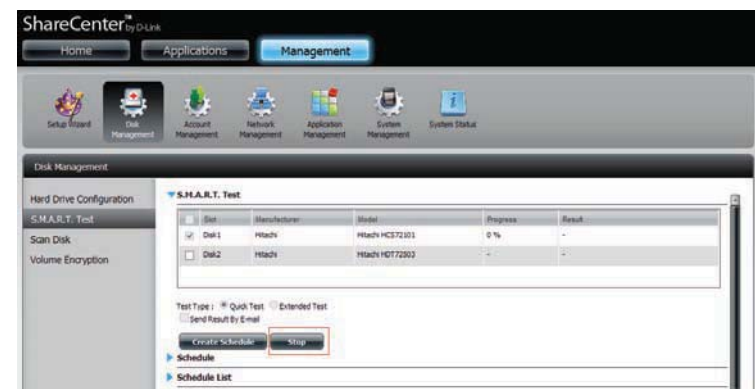 ShareCenter™ by D-Link
Home Applications Management
Setup Wizard Disk Management Account Management Network Management Application Management System Management System Status
Disk Management
Hard Drive Configuration
S.M.A.R.T. Test
Scan Disk
Volume Encryption
S.M.A.R.T. Test
Slot Manufacturer Model Progress Result
Disk1 Hitachi Hitachi HCS72101 0 % -
Disk2 Hitachi Hitachi HDT72503 - -
Test Type : Quick Test Extended Test
Send Result By E-mail
Create Schedule Stop
Schedule
Schedule List